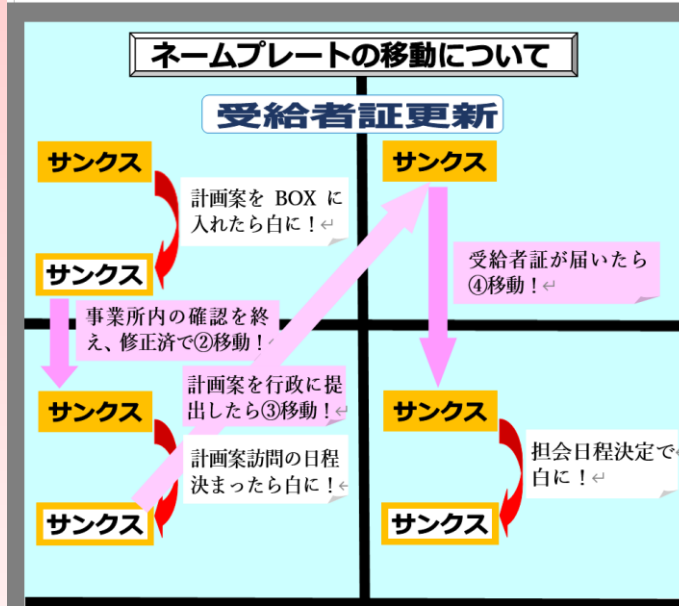 ネームプレートの移動について
受給者証更新
サンクス
計画案を BOX に
入れたら白に！↵
サンクス
事業所内の確認を終
え、修正済で②移動！↵
サンクス
計画案を行政に提
出したら③移動！↵
計画案訪問の日程
決まったら白に！↵
サンクス
サンクス
受給者証が届いたら
④移動！↵
サンクス
担会日程決定で↵
白に！↵
サンクス